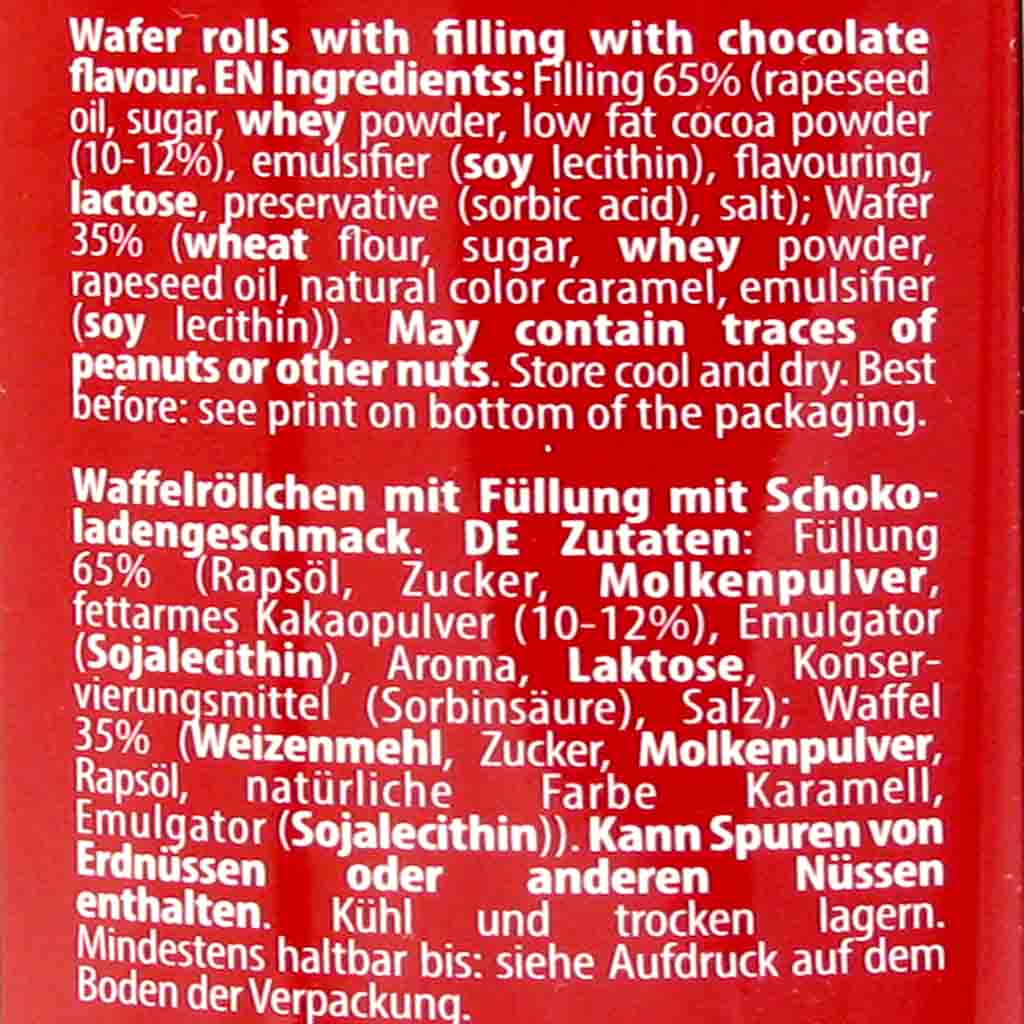 Wafer rolls with filling with chocolate
flavour. EN Ingredients: Filling 65% (rapeseed
oil, sugar, whey powder, low fat cocoa powder
(10-12%), emulsifier (soy lecithin), flavouring,
lactose, preservative (sorbic acid), salt); Wafer
35% (wheat flour, sugar, whey powder,
rapeseed oil, natural color caramel, emulsifier
(soy lecithin)). May contain traces of
peanuts or other nuts. Store cool and dry. Best
before: see print on bottom of the packaging.
Waffelröllchen mit Füllung mit Schoko-
ladengeschmack. DE Zutaten: Füllung
65% (Rapsöl, Zucker, Molkenpulver,
fettarmes Kakaopulver (10-12%), Emulgator
(Sojalecithin), Aroma, Laktose, Konser-
vierungsmittel (Sorbinsäure), Salz); Waffel
35% (Weizenmehl, Zucker, Molkenpulver,
Rapsöl, natürliche Farbe Karamell,
Emulgator (Sojalecithin)). Kann Spuren von
Erdnüssen oder anderen Nüssen
enthalten. Kühl und trocken lagern.
Mindestens haltbar bis: siehe Aufdruck auf dem
Boden der Verpackung.